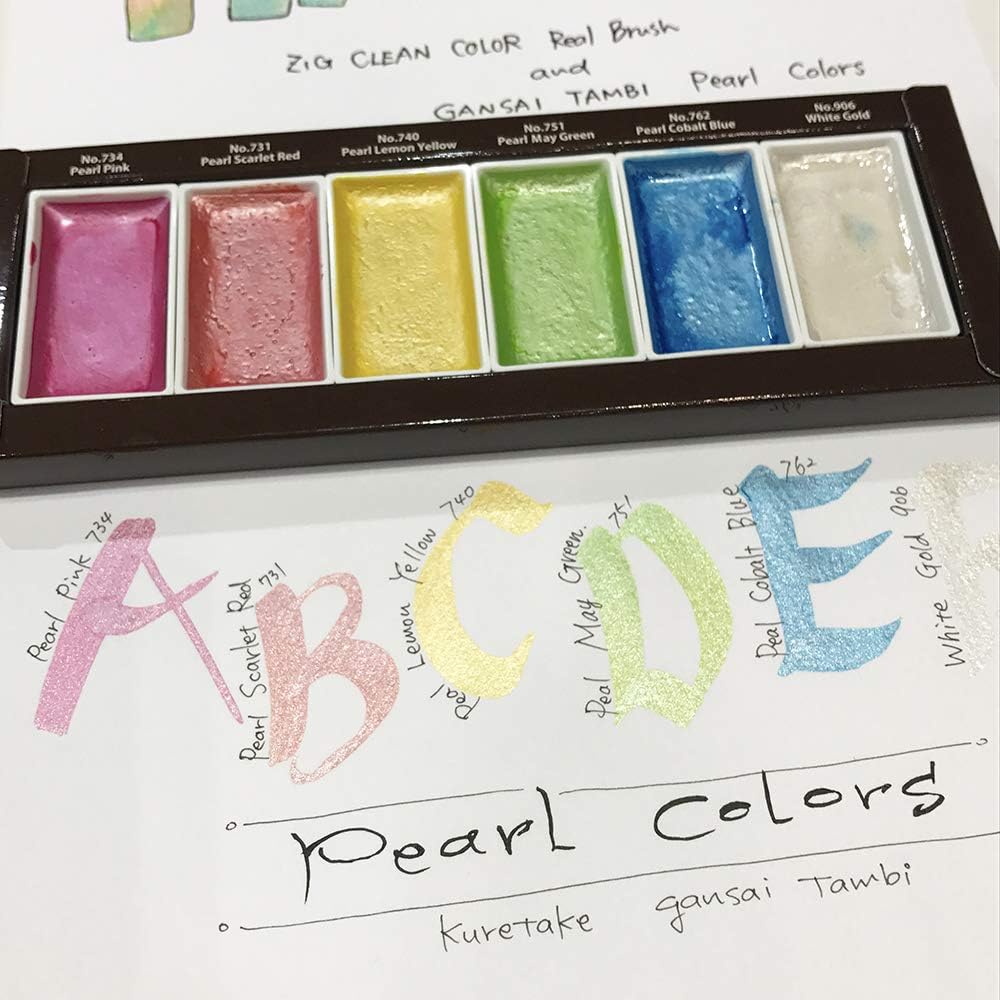 ZIG CLEAN COLOR Real Brush
and
GANSAI TAMBI Pearl Colors
No.734
Pearl Pink
No.731
Pearl Scarlet Red
No.740
Pearl Lemon Yellow
No.751
Pearl May Green
No.762
Pearl Cobalt Blue
No.906
White Gold
Pearl Pink 734
A
Pearl Scarlet Red 731
B
Peal Lemon Yellow 740
C
Peal May Green. 751
D
Peal Cobalt Blue 762
E
White Gold 906
F
Pearl Colors
Kuretake gansai Tambi